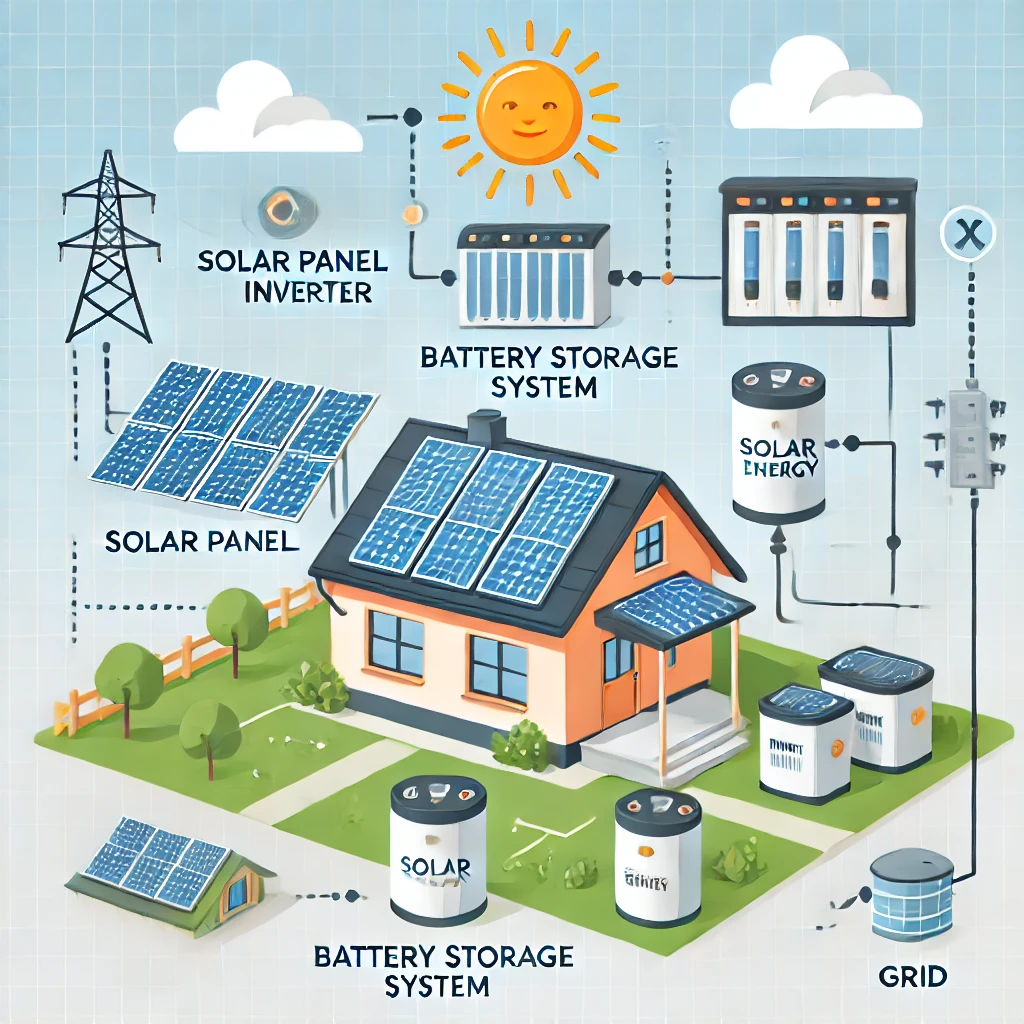 X
SOLAR PANEL
INVERTER
BATTERY STORAGE
SYSTEM
SOLAR
ENERGY
SOLAR PANEL
SOLAR
BATTERY STORAGE
SYSTEM
GRID